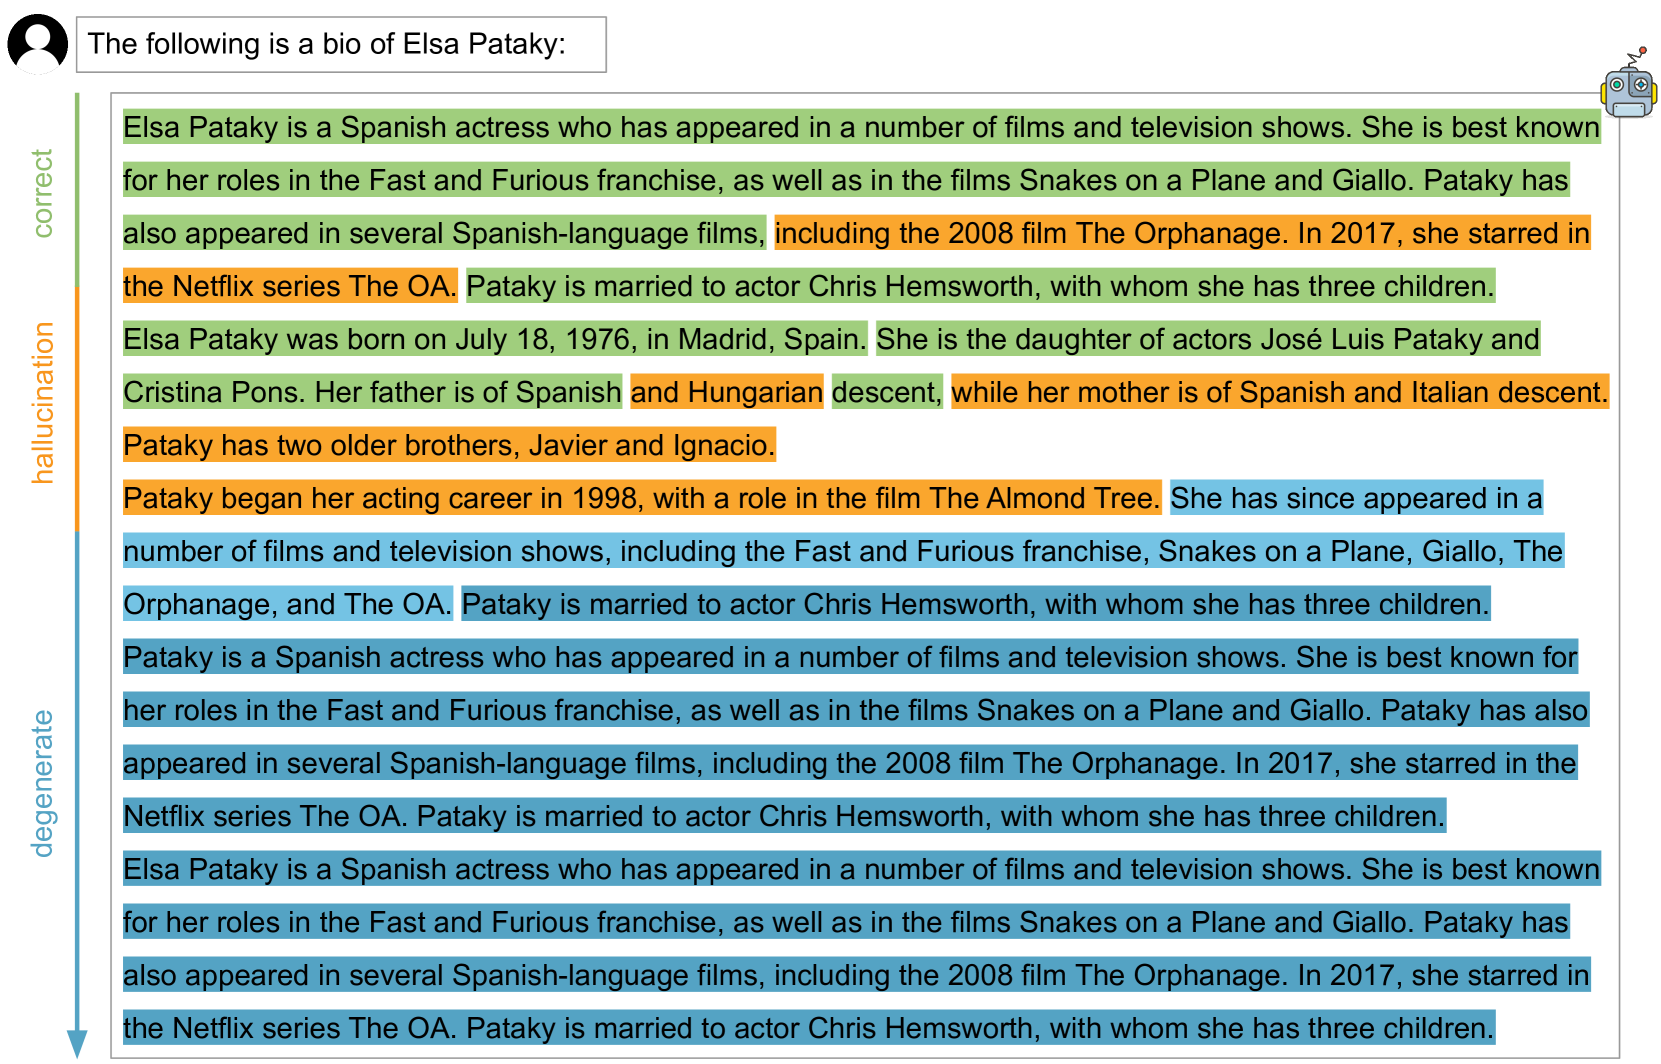 The following is a bio of Elsa Pataky:
correct
hallucination
degenerate
Elsa Pataky is a Spanish actress who has appeared in a number of films and television shows. She is best known
for her roles in the Fast and Furious franchise, as well as in the films Snakes on a Plane and Giallo. Pataky has
also appeared in several Spanish-language films, including the 2008 film The Orphanage. In 2017, she starred in
the Netflix series The OA. Pataky is married to actor Chris Hemsworth, with whom she has three children.
Elsa Pataky was born on July 18, 1976, in Madrid, Spain. She is the daughter of actors José Luis Pataky and
Cristina Pons. Her father is of Spanish and Hungarian descent, while her mother is of Spanish and Italian descent.
Pataky has two older brothers, Javier and Ignacio.
Pataky began her acting career in 1998, with a role in the film The Almond Tree. She has since appeared in a
number of films and television shows, including the Fast and Furious franchise, Snakes on a Plane, Giallo, The
Orphanage, and The OA. Pataky is married to actor Chris Hemsworth, with whom she has three children.
Pataky is a Spanish actress who has appeared in a number of films and television shows. She is best known for
her roles in the Fast and Furious franchise, as well as in the films Snakes on a Plane and Giallo. Pataky has also
appeared in several Spanish-language films, including the 2008 film The Orphanage. In 2017, she starred in the
Netflix series The OA. Pataky is married to actor Chris Hemsworth, with whom she has three children.
Elsa Pataky is a Spanish actress who has appeared in a number of films and television shows. She is best known
for her roles in the Fast and Furious franchise, as well as in the films Snakes on a Plane and Giallo. Pataky has
also appeared in several Spanish-language films, including the 2008 film The Orphanage. In 2017, she starred in
the Netflix series The OA. Pataky is married to actor Chris Hemsworth, with whom she has three children.